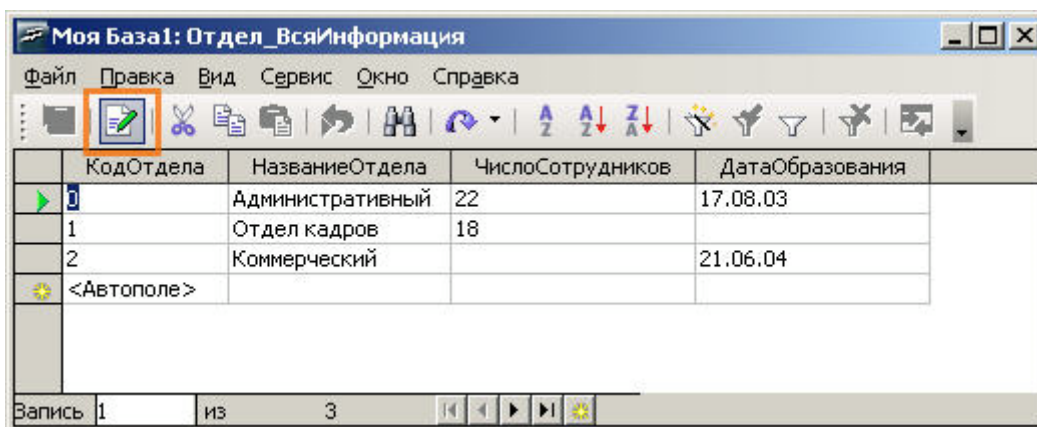 Моя База1: Отдел_ВсяИнформация
Файл Правка Вид Сервис Окно Справка
КодОтдела НазваниеОтдела ЧислоСотрудников ДатаОбразования
0 Административный 22 17.08.03
1 Отдел кадров 18
2 Коммерческий 21.06.04
<Автополе>
Запись 1 из 3